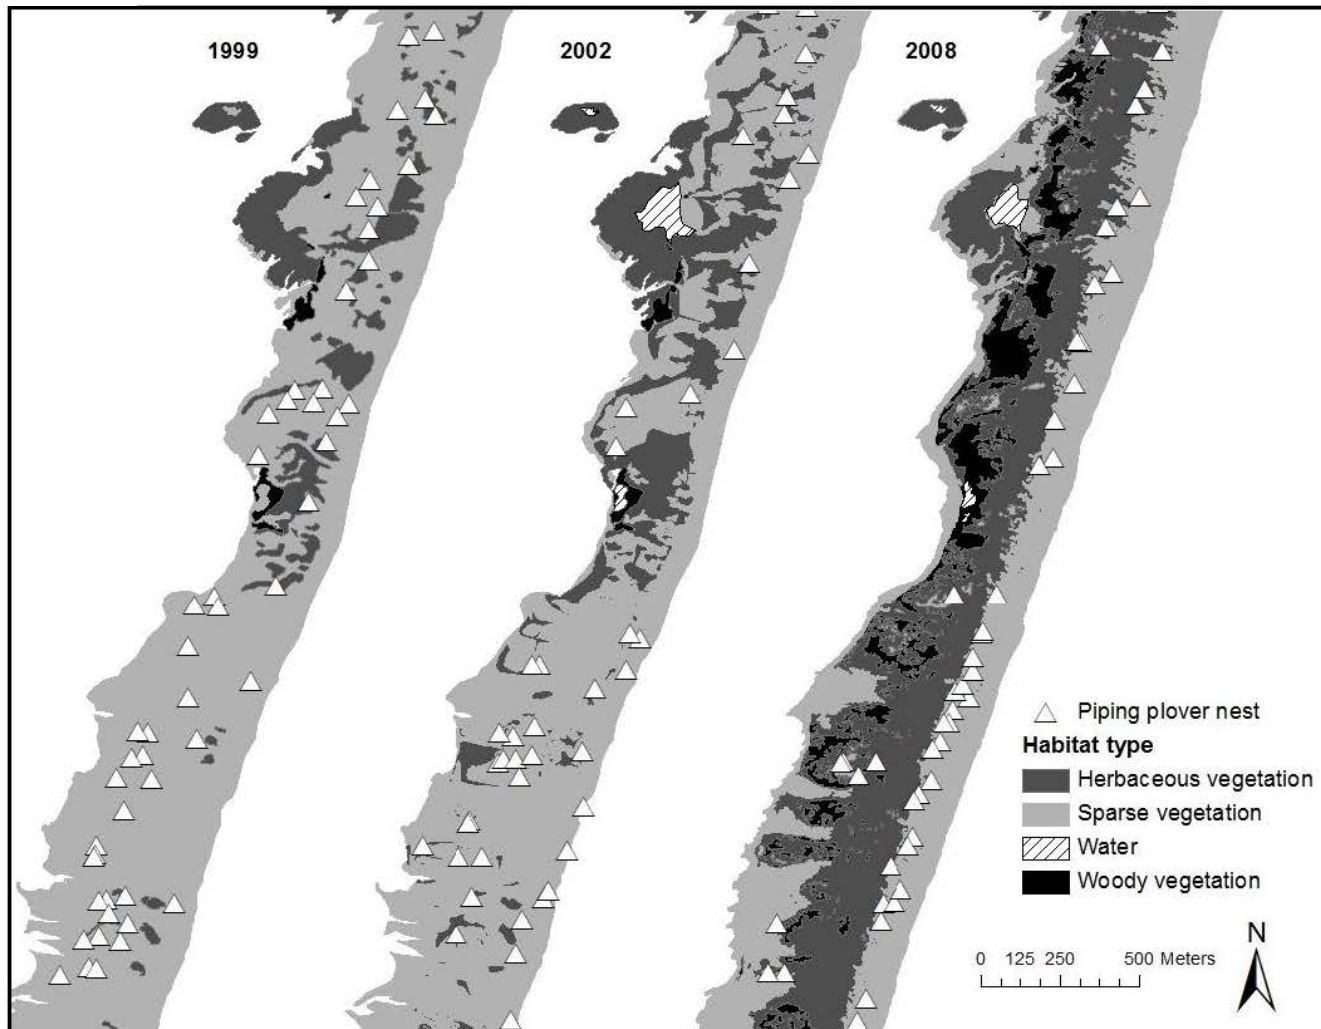 1999
2002
2008
Piping plover nest
Habitat type
Herbaceous vegetation
Sparse vegetation
Water
Woody vegetation
N
0 125 250 500 Meters